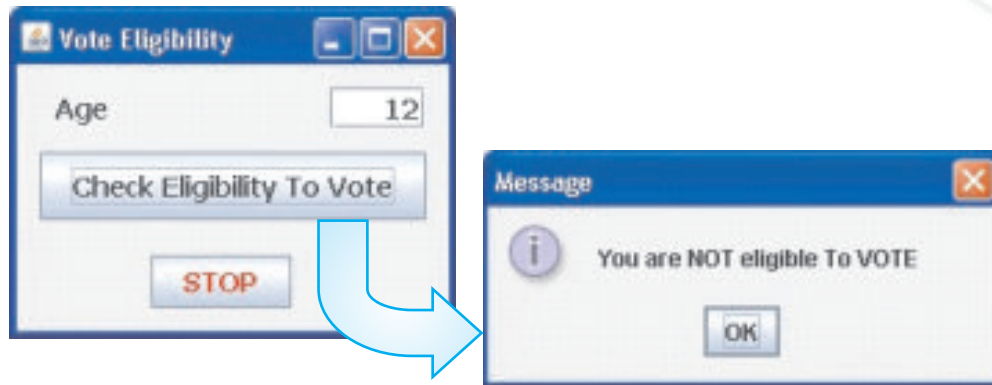 Vote Eligibility
Age 12
Check Eligibility To Vote
STOP
Message
i You are NOT eligible To VOTE
OK